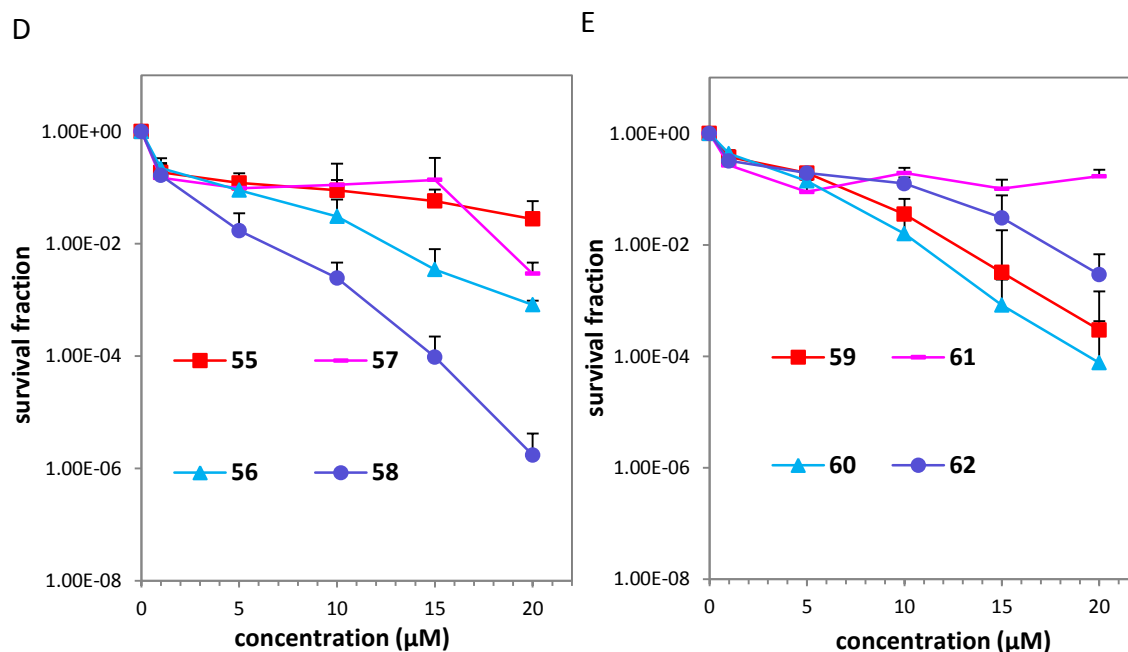 D
survival fraction
1.00E+00
1.00E-02
1.00E-04
1.00E-06
1.00E-08
55
57
56
58
0 5 10 15 20
concentration (µM)
E
survival fraction
1.00E+00
1.00E-02
1.00E-04
1.00E-06
1.00E-08
59
61
60
62
0 5 10 15 20
concentration (µM)